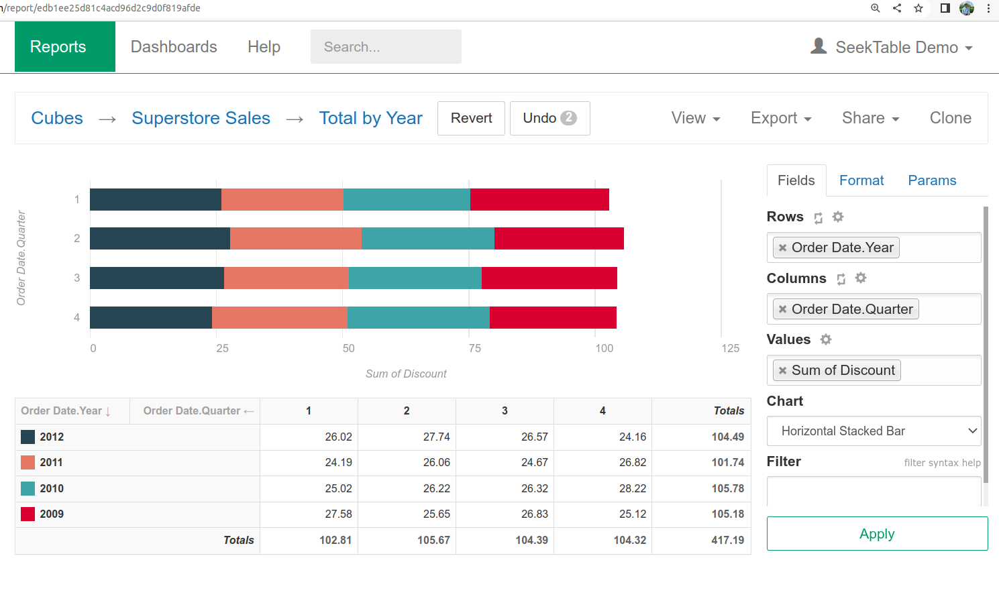 n/report/edb1ee25d81c4acd96d2c9d0f819afde
Reports Dashboards Help Search... SeekTable Demo
Cubes → Superstore Sales → Total by Year Revert Undo 2 View Export Share Clone
Fields Format Params
Order Date.Quarter
1
2
3
4
0 25 50 75 100 125
Sum of Discount
Rows
× Order Date.Year
Columns
× Order Date.Quarter
Values
× Sum of Discount
Chart
Horizontal Stacked Bar
Filter filter syntax help
Apply
Order Date.Year ↓ Order Date.Quarter ← 1 2 3 4 Totals
2012 26.02 27.74 26.57 24.16 104.49
2011 24.19 26.06 24.67 26.82 101.74
2010 25.02 26.22 26.32 28.22 105.78
2009 27.58 25.65 26.83 25.12 105.18
Totals 102.81 105.67 104.39 104.32 417.19